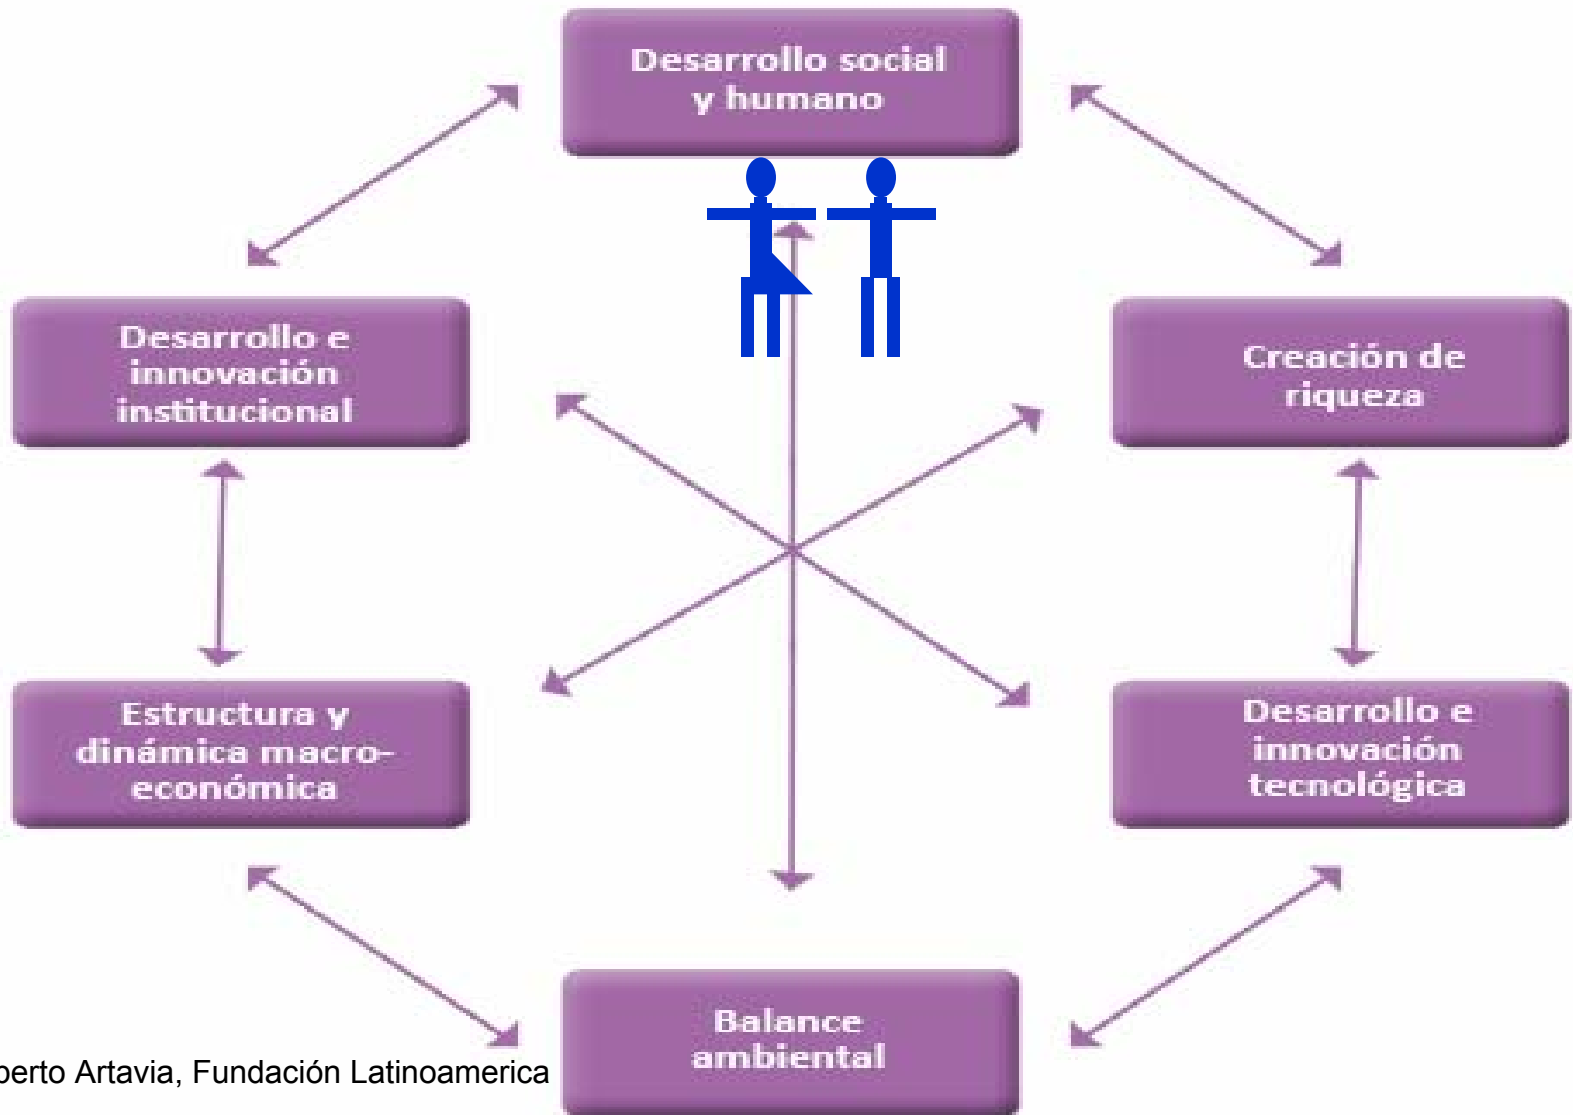 Desarrollo social
y humano
Desarrollo e
innovación
institucional
Creación de
riqueza
Estructura y
dinámica macro-
económica
Desarrollo e
innovación
tecnológica
Balance
ambiental
berto Artavia, Fundación Latinoamerica